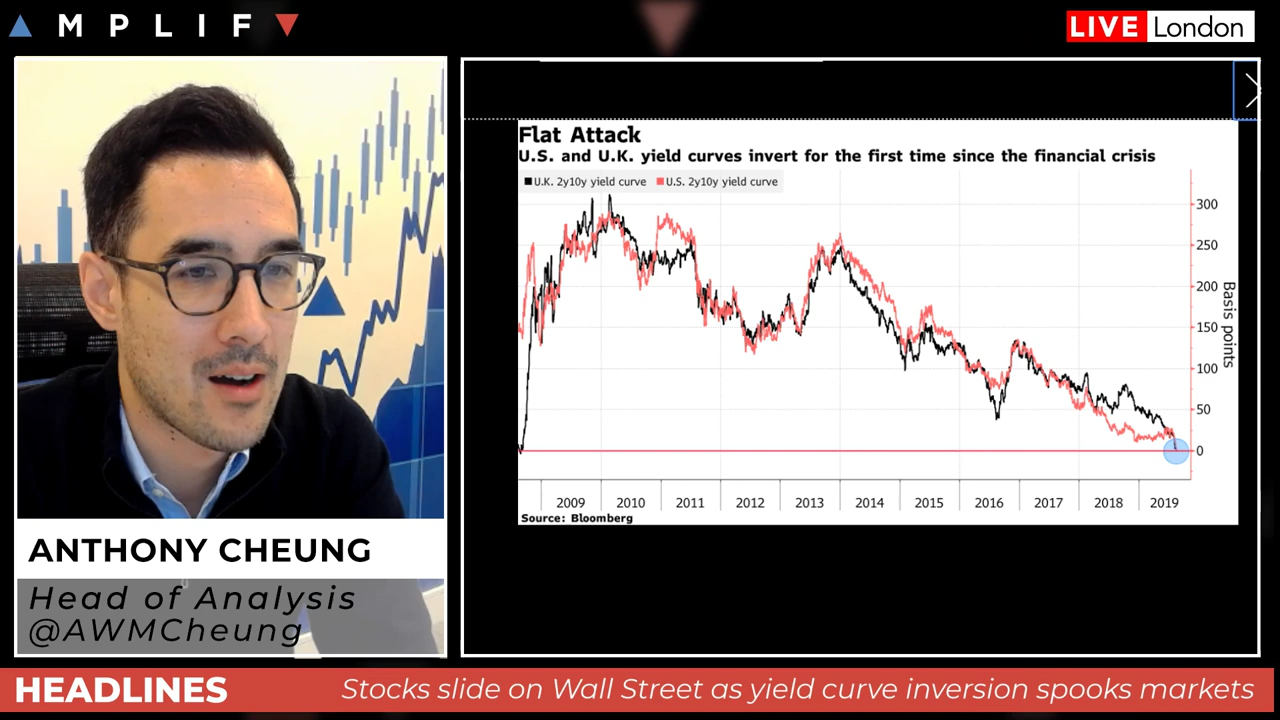 MPLIF
LIVE London
Flat Attack
U.S. and U.K. yield curves invert for the first time since the financial crisis
U.K. 2y10y yield curve U.S. 2y10y yield curve
300
250
200
150
100
50
0
Basis points
2009 2010 2011 2012 2013 2014 2015 2016 2017 2018 2019
Source: Bloomberg
ANTHONY CHEUNG
Head of Analysis
@AWMCheung
HEADLINES Stocks slide on Wall Street as yield curve inversion spooks markets